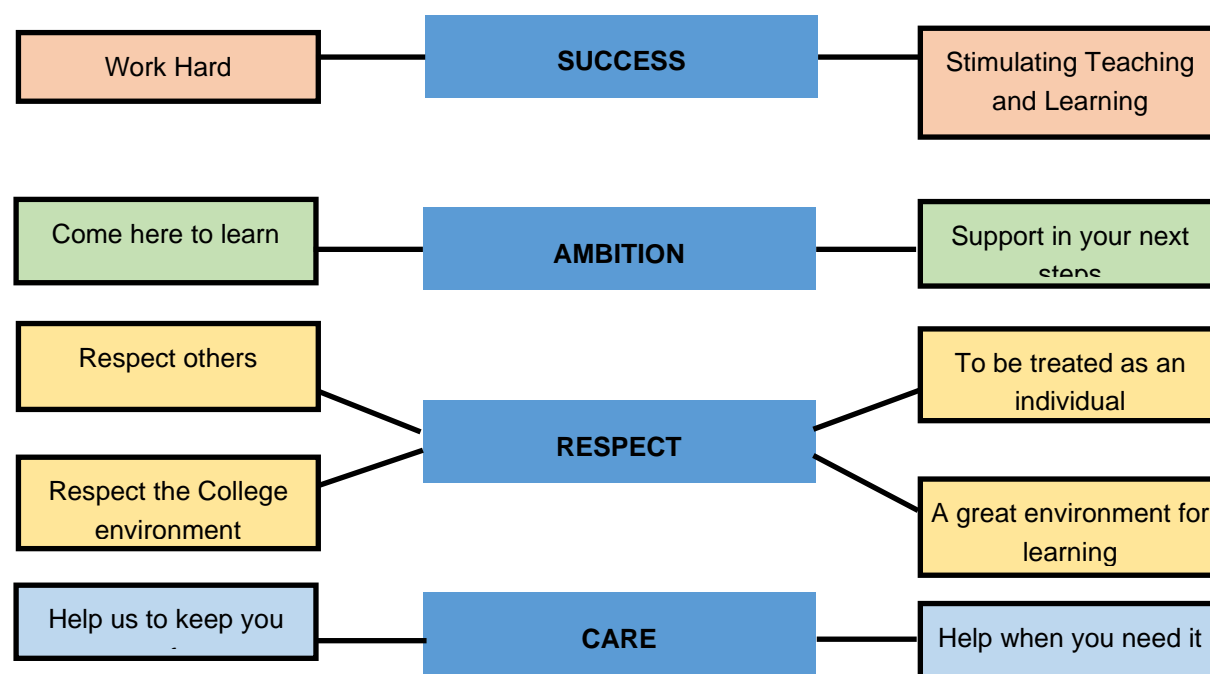 Work Hard
SUCCESS
Stimulating Teaching
and Learning
Come here to learn
AMBITION
Support in your next
steps
Respect others
RESPECT
To be treated as an
individual
Respect the College
environment
A great environment for
learning
Help us to keep you
CARE
Help when you need it